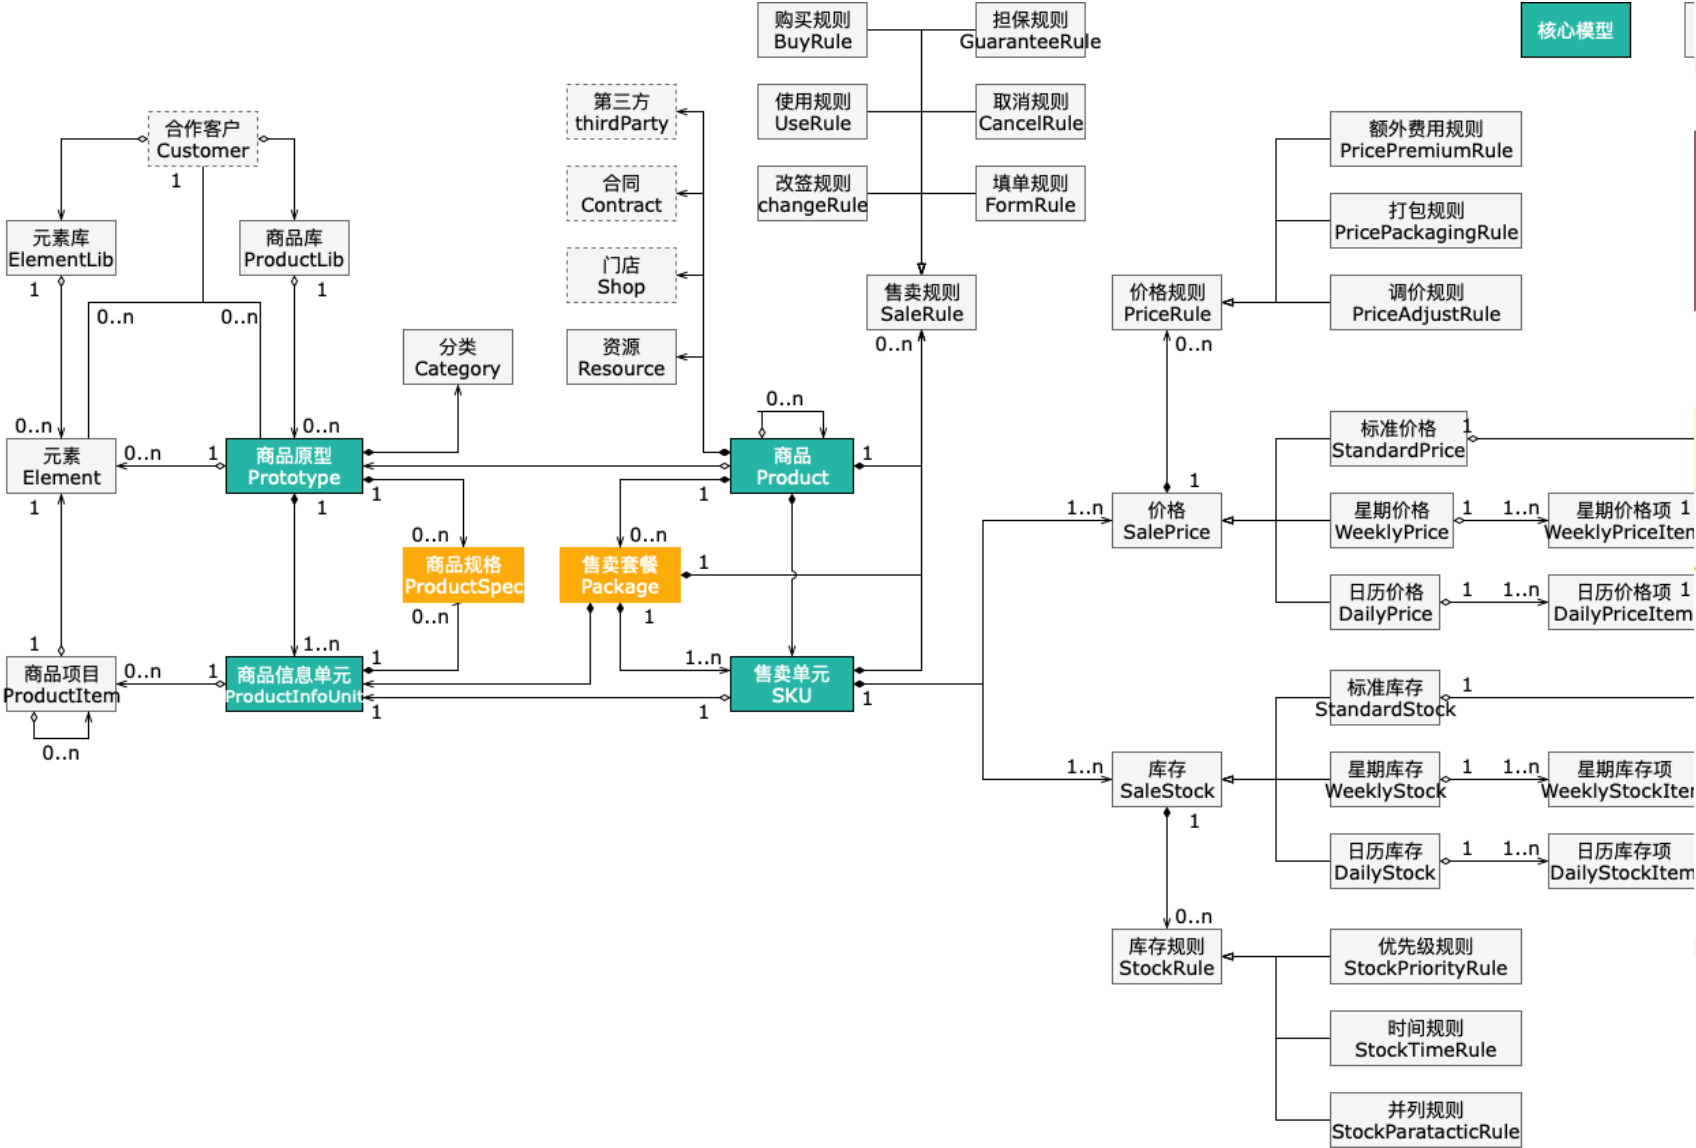 购买规则
BuyRule
担保规则
GuaranteeRule
核心模型
第三方
thirdParty
使用规则
UseRule
取消规则
CancelRule
合作客户
Customer
1
额外费用规则
PricePremiumRule
合同
Contract
改签规则
changeRule
填单规则
FormRule
打包规则
PricePackagingRule
元素库
ElementLib
1
商品库
ProductLib
1
门店
Shop
售卖规则
SaleRule
0..n
价格规则
PriceRule
0..n
调价规则
PriceAdjustRule
0..n
0..n
分类
Category
资源
Resource
0..n
0..n
0..n
标准价格
StandardPrice
1
元素
Element
1
0..n
1
商品原型
Prototype
1
1
商品
Product
1
1
1
1..n
价格
SalePrice
星期价格
WeeklyPrice
1
1..n
星期价格项
WeeklyPriceItem
1
0..n
商品规格
ProductSpec
0..n
0..n
售卖套餐
Package
1
1
日历价格
DailyPrice
1
1..n
日历价格项
DailyPriceItem
1
1
商品项目
ProductItem
0..n
0..n
1
1..n
商品信息单元
ProductInfoUnit
1
1
1..n
1
售卖单元
SKU
1
标准库存
StandardStock
1
1..n
库存
SaleStock
1
星期库存
WeeklyStock
1
1..n
星期库存项
WeeklyStockIter
日历库存
DailyStock
1
1..n
日历库存项
DailyStockItem
0..n
库存规则
StockRule
优先级规则
StockPriorityRule
时间规则
StockTimeRule
并列规则
StockParatacticRule